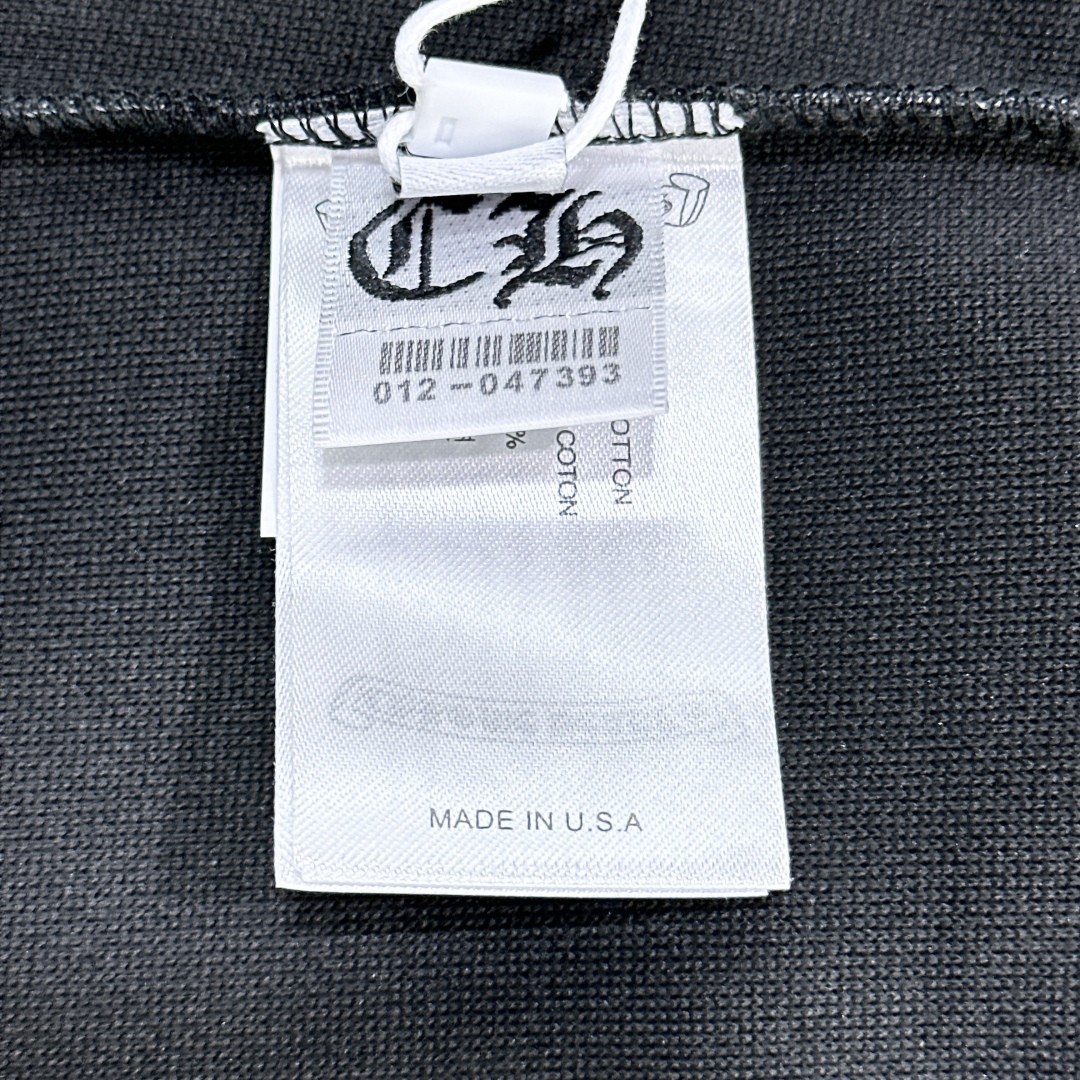 CH
012-047393
%
COTON
OTTON
MADE IN U.S.A